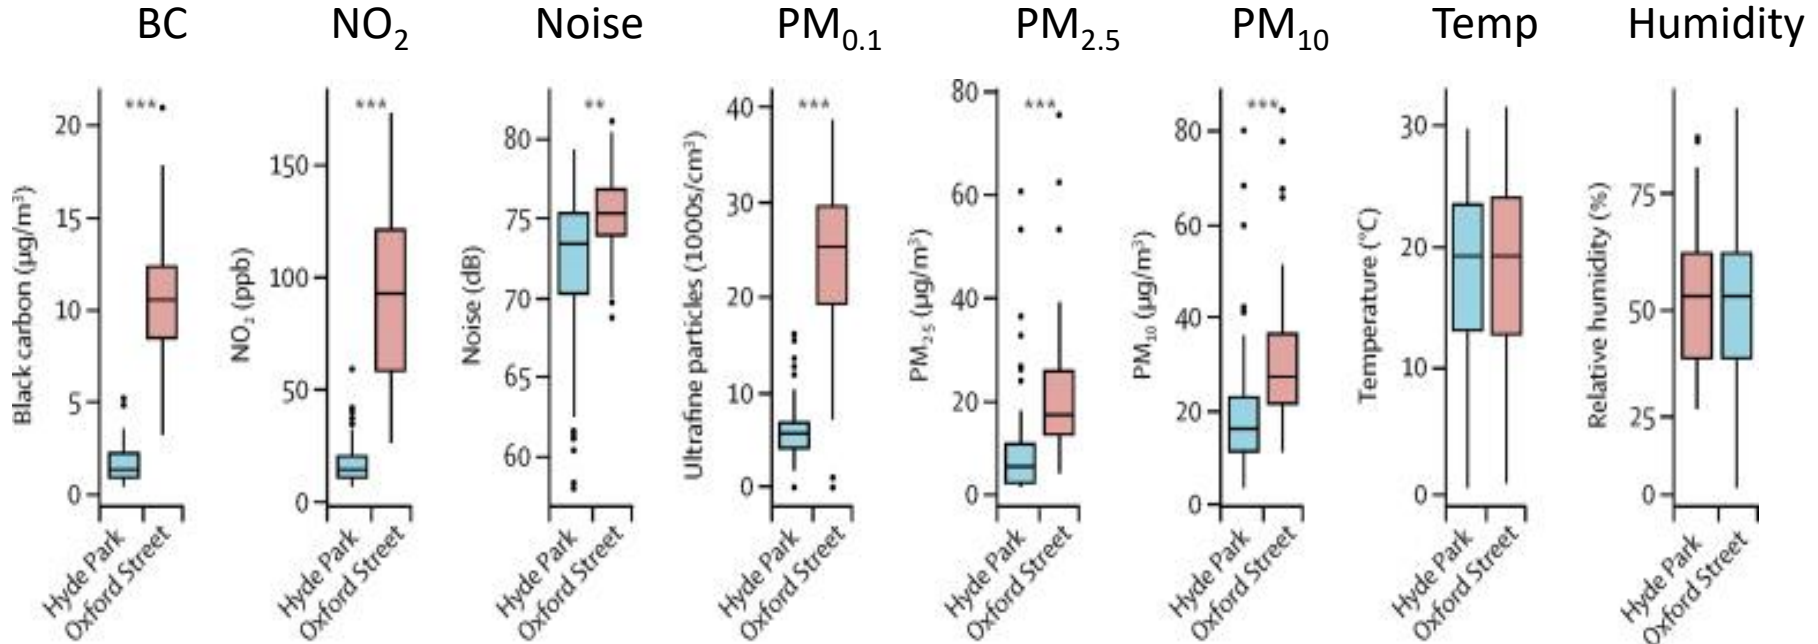 BC
NO2
Noise
PM0.1
PM2.5
PM10
Temp
Humidity
Black carbon (µg/m³)
20
15
10
5
0
***
Hyde Park
Oxford Street
NO2 (ppb)
150
100
50
0
***
Hyde Park
Oxford Street
Noise (dB)
80
75
70
65
60
**
Hyde Park
Oxford Street
Ultrafine particles (1000s/cm³)
40
30
20
10
0
***
Hyde Park
Oxford Street
PM2.5 (µg/m³)
80
60
40
20
0
***
Hyde Park
Oxford Street
PM10 (µg/m³)
80
60
40
20
0
***
Hyde Park
Oxford Street
Temperature (°C)
30
20
10
0
Hyde Park
Oxford Street
Relative humidity (%)
75
50
25
0
Hyde Park
Oxford Street